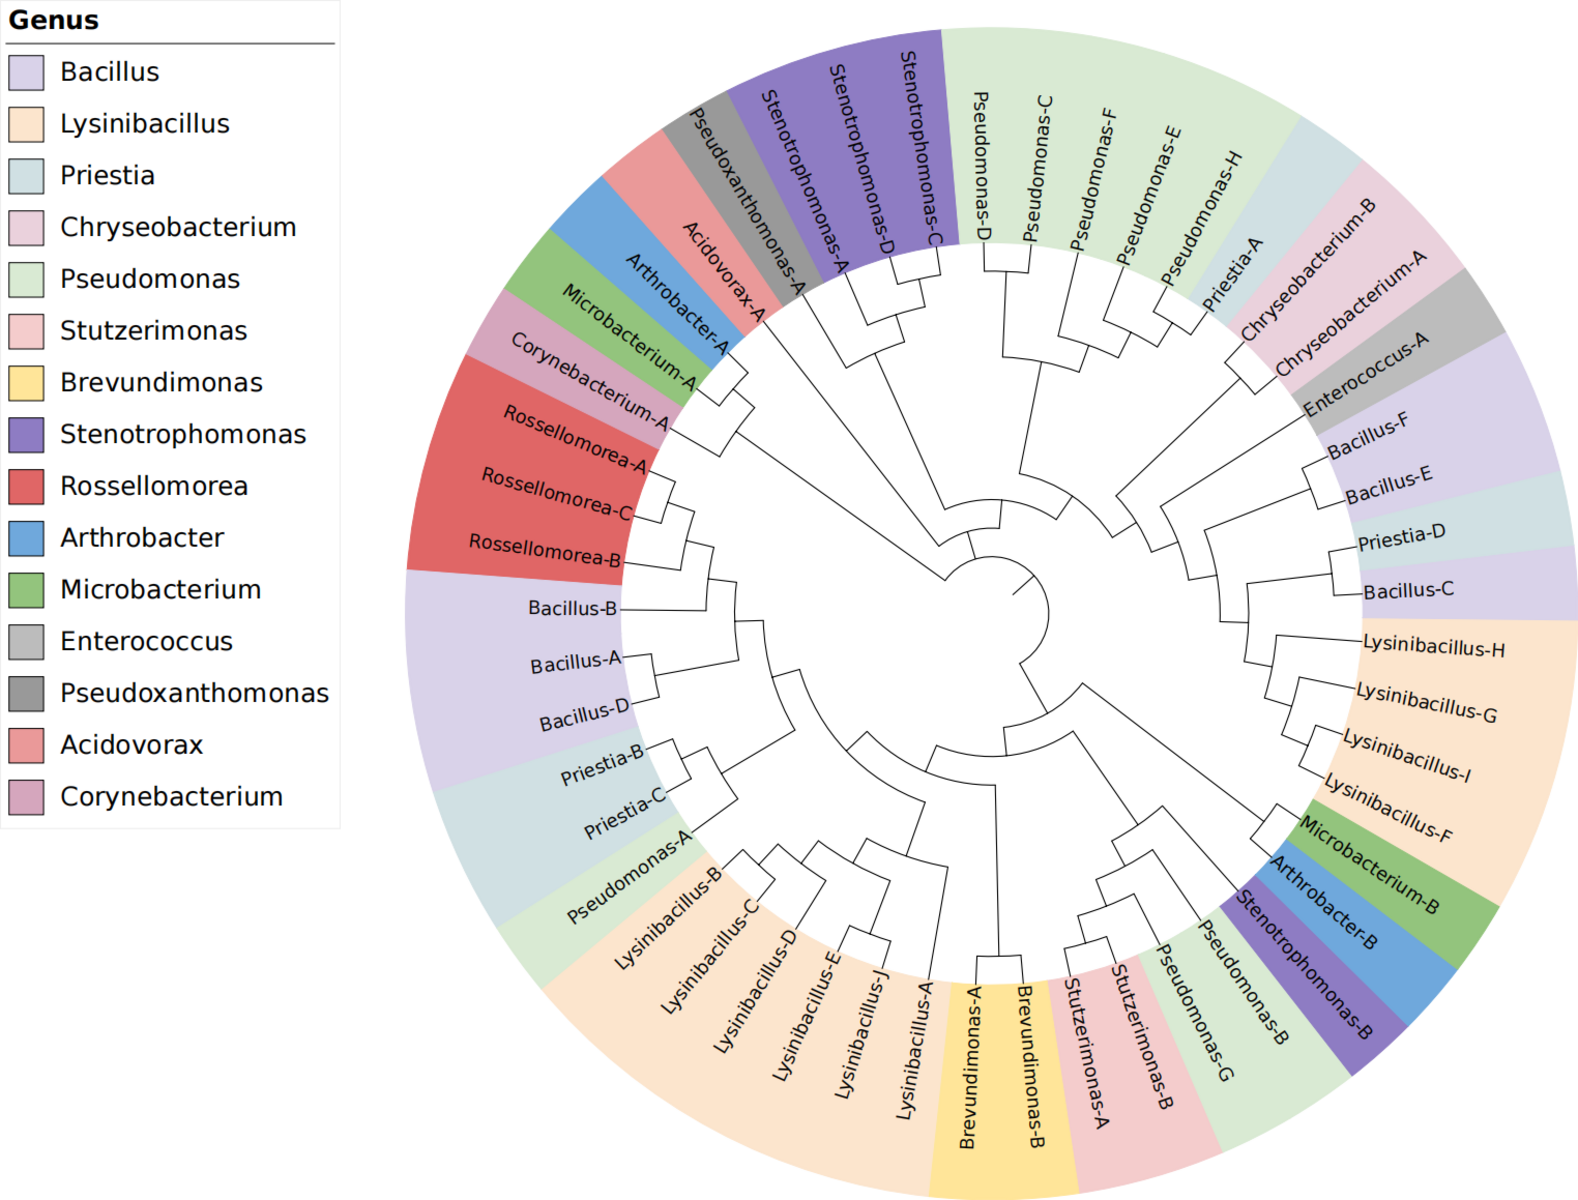 Genus
Bacillus
Lysinibacillus
Priestia
Chryseobacterium
Pseudomonas
Stutzerimonas
Brevundimonas
Stenotrophomonas
Rossellomorea
Arthrobacter
Microbacterium
Enterococcus
Pseudoxanthomonas
Acidovorax
Corynebacterium
Pseudomonas-D
Pseudomonas-C
Pseudomonas-F
Pseudomonas-E
Pseudomonas-H
Priestia-A
Chryseobacterium-B
Chryseobacterium-A
Enterococcus-A
Bacillus-F
Bacillus-E
Priestia-D
Bacillus-C
Lysinibacillus-H
Lysinibacillus-G
Lysinibacillus-I
Lysinibacillus-F
Microbacterium-B
Arthrobacter-B
Stenotrophomonas-B
Pseudomonas-B
Pseudomonas-G
Stutzerimonas-B
Stutzerimonas-A
Brevundimonas-B
Brevundimonas-A
Lysinibacillus-A
Lysinibacillus-J
Lysinibacillus-E
Lysinibacillus-D
Lysinibacillus-C
Lysinibacillus-B
Pseudomonas-A
Priestia-C
Priestia-B
Bacillus-D
Bacillus-A
Bacillus-B
Rossellomorea-B
Rossellomorea-C
Rossellomorea-A
Corynebacterium-A
Microbacterium-A
Arthrobacter-A
Acidovorax-A
Pseudoxanthomonas-A
Stenotrophomonas-A
Stenotrophomonas-D
Stenotrophomonas-C